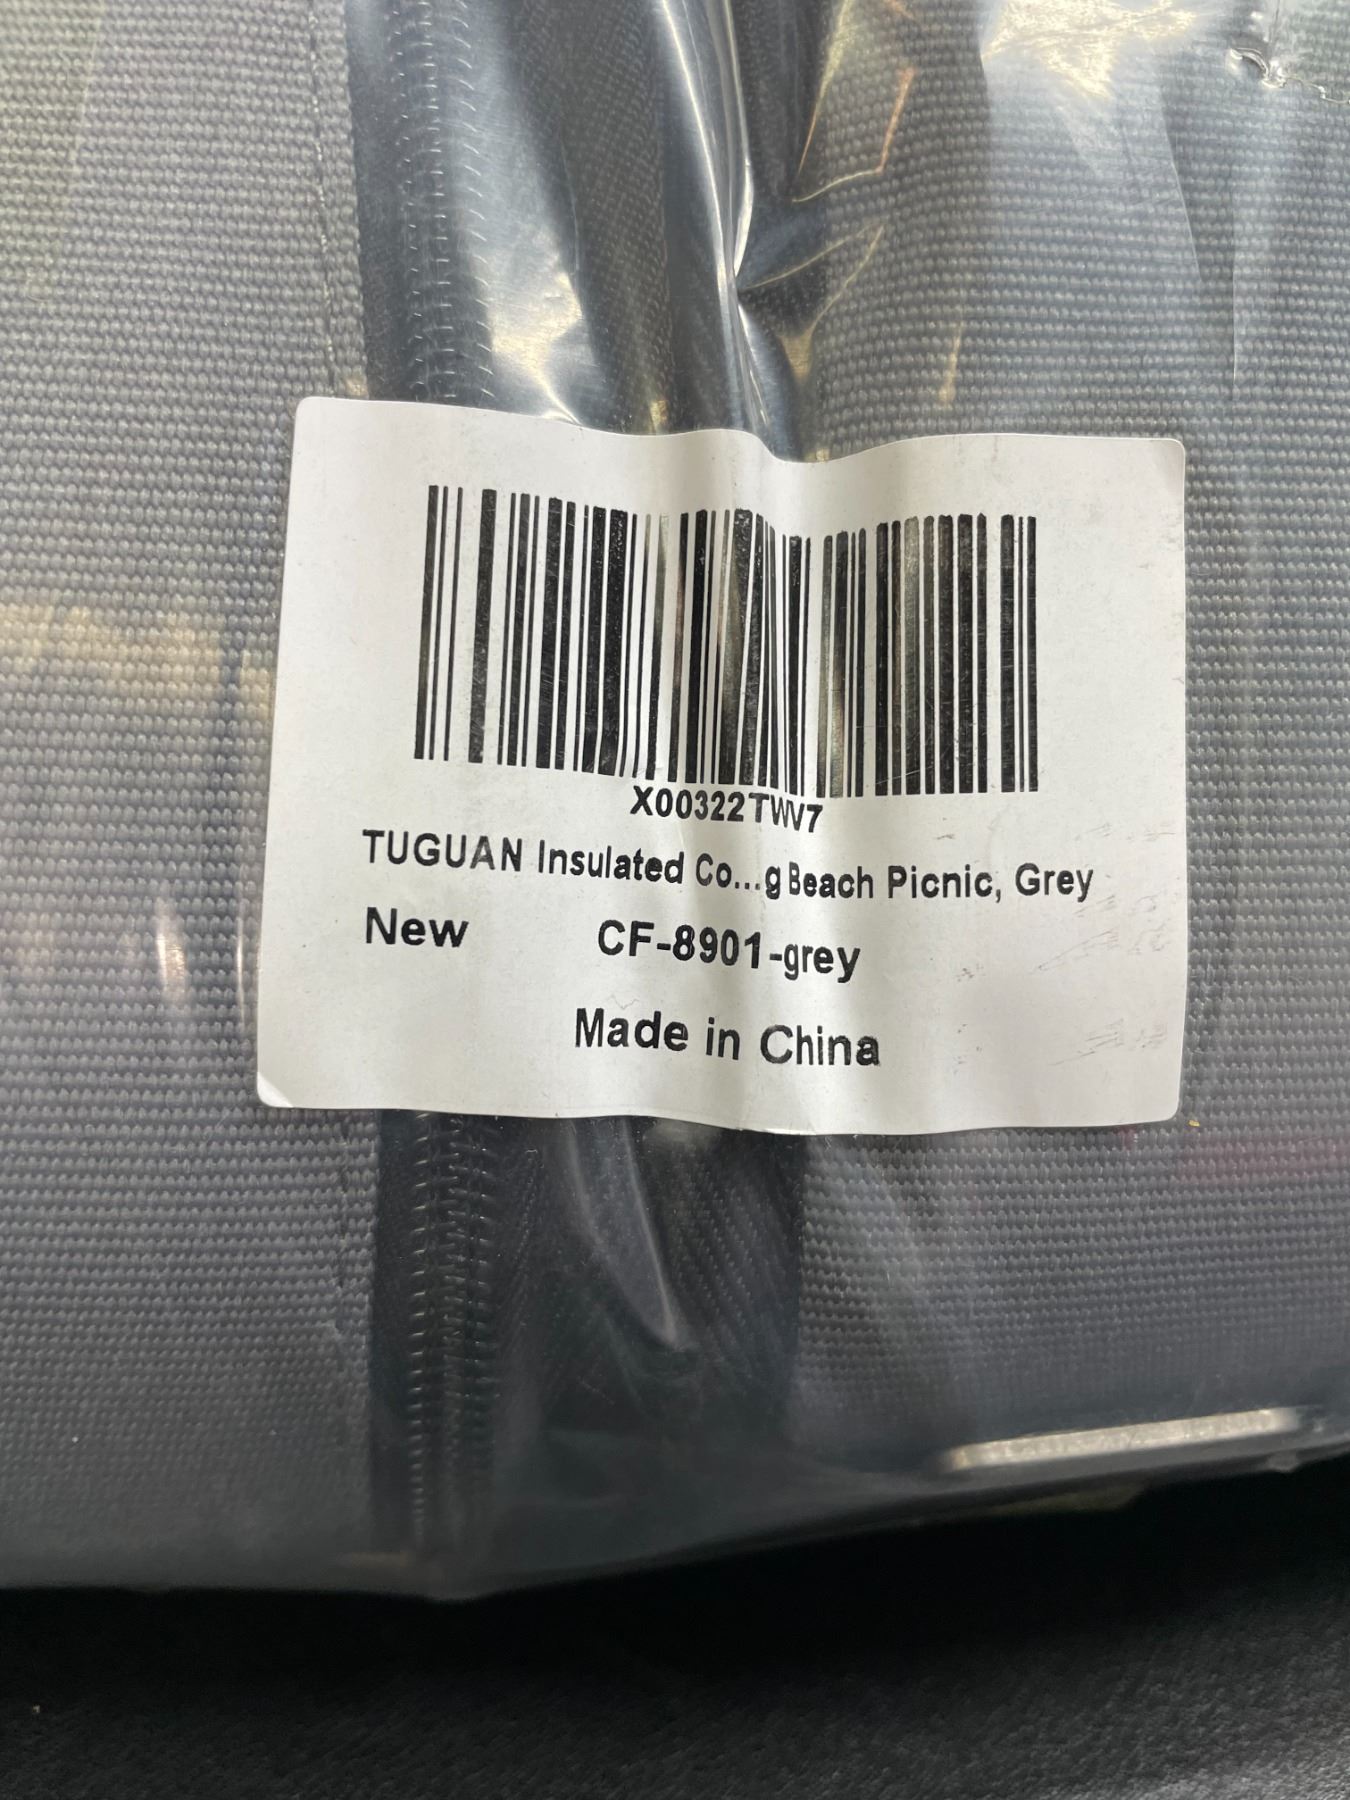 X00322TWV7
TUGUAN Insulated Co...g Beach Picnic, Grey
New CF-8901-grey
Made in China